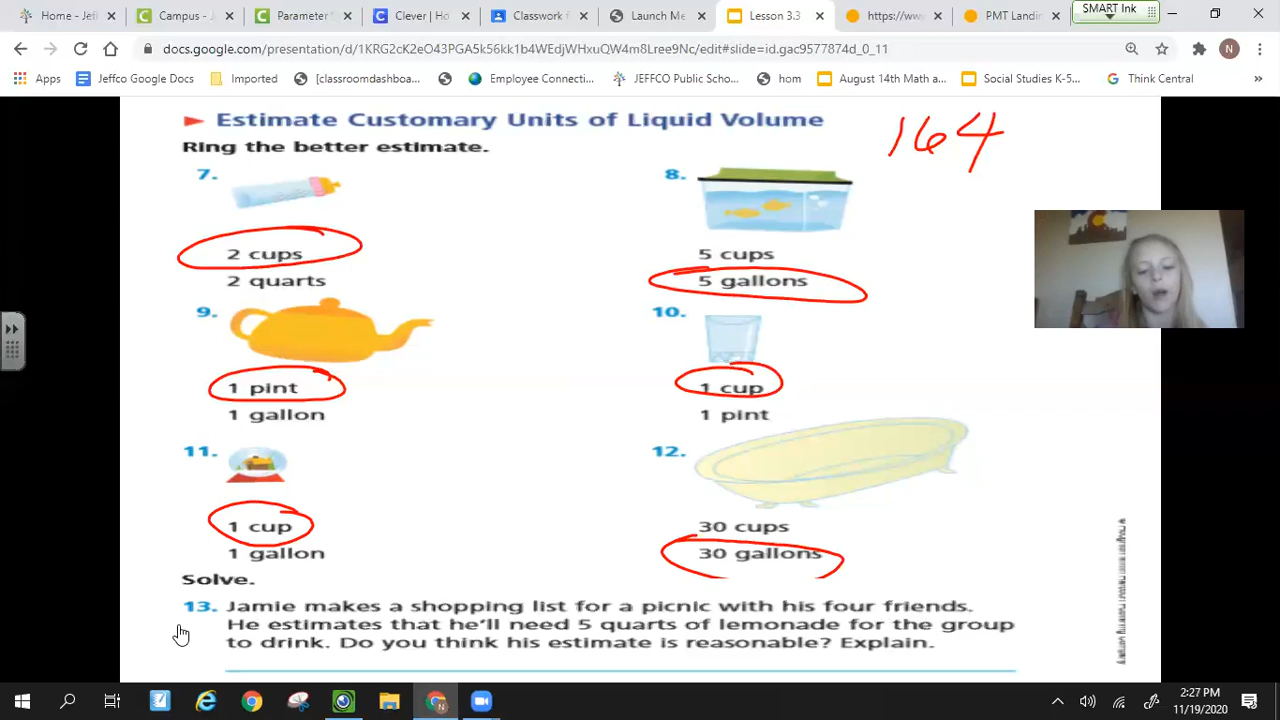 Home - Jef
Campus -
Parameter
Cleverj Ho
Classwork f
Launch Me
Lesson 3.3
https://ww
PMT Landin
SMART Ink
docs.google.com/presentation/d/1KRG2cK2eO43PGA5k56kk1b4WEdjWHxuQW4m8Lree9Nc/edit#slide=id.gac9577874d_0_11
N
Apps
Jeffco Google Docs
Imported
[classroomdashboa...
Employee Connecti...
JEFFCO Public Scho...
hsm
August 14th Math a...
Social Studies K-5...
Think Central
Estimate Customary Units of Liquid Volume
164
Ring the better estimate.
7.
2 cups
2 quarts
8.
5 cups
5 gallons
9.
1 pint
1 gallon
10.
1 cup
1 pint
11.
1 cup
1 gallon
12.
30 cups
30 gallons
Solve.
13. Jamie makes a shopping list for a picnic with his four friends.
He estimates that he'll need 5 quarts of lemonade for the group
to drink. Do you think his estimate is reasonable? Explain.
2:27 PM
11/19/2020